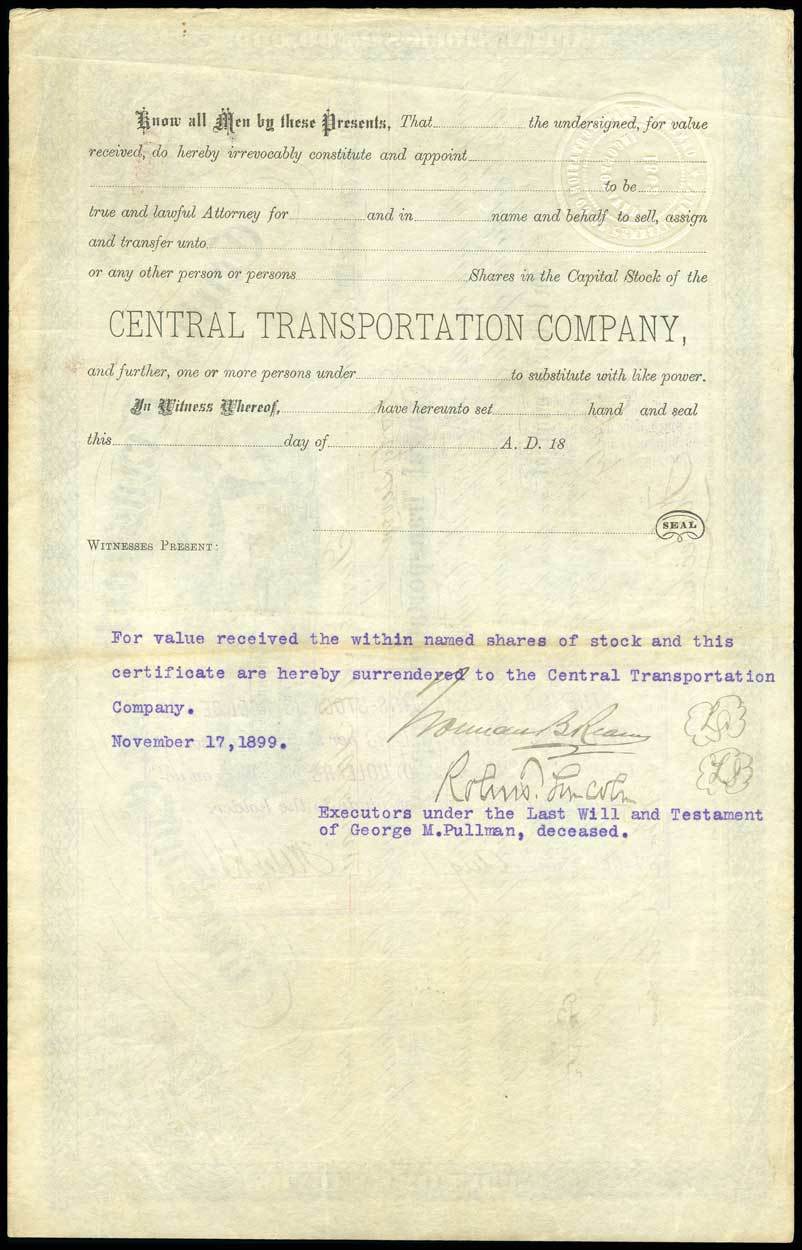 Know all Men by these Presents, That the undersigned, for value
received, do hereby irrevocably constitute and appoint
to be
true and lawful Attorney for and in name and behalf to sell, assign
and transfer unto
or any other person or persons Shares in the Capital Stock of the
CENTRAL TRANSPORTATION COMPANY,
and further, one or more persons under to substitute with like power.
In Witness Whereof, have hereunto set hand and seal
this day of A. D. 18
SEAL
WITNESSES PRESENT:
For value received the within named shares of stock and this
certificate are hereby surrendered to the Central Transportation
Company.
November 17,1899.
Norman B. Ream
Robert T. Lincoln
Executors under the Last Will and Testament
of George M.Pullman, deceased.